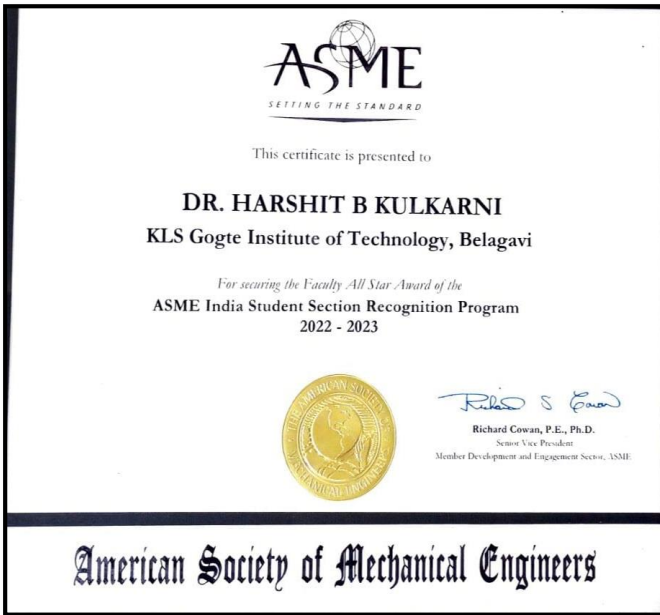 ASME
SETTING THE STANDARD
This certificate is presented to
DR. HARSHIT B KULKARNI
KLS Gogte Institute of Technology, Belagavi
For securing the Faculty All Star Award of the
ASME India Student Section Recognition Program
2022 - 2023
THE AMERICAN SOCIETY OF
MECHANICAL ENGINEERS
Richard S Cowan
Richard Cowan, P.E., Ph.D.
Senior Vice President
Member Development and Engagement Sector, ASME
American Society of Mechanical Engineers